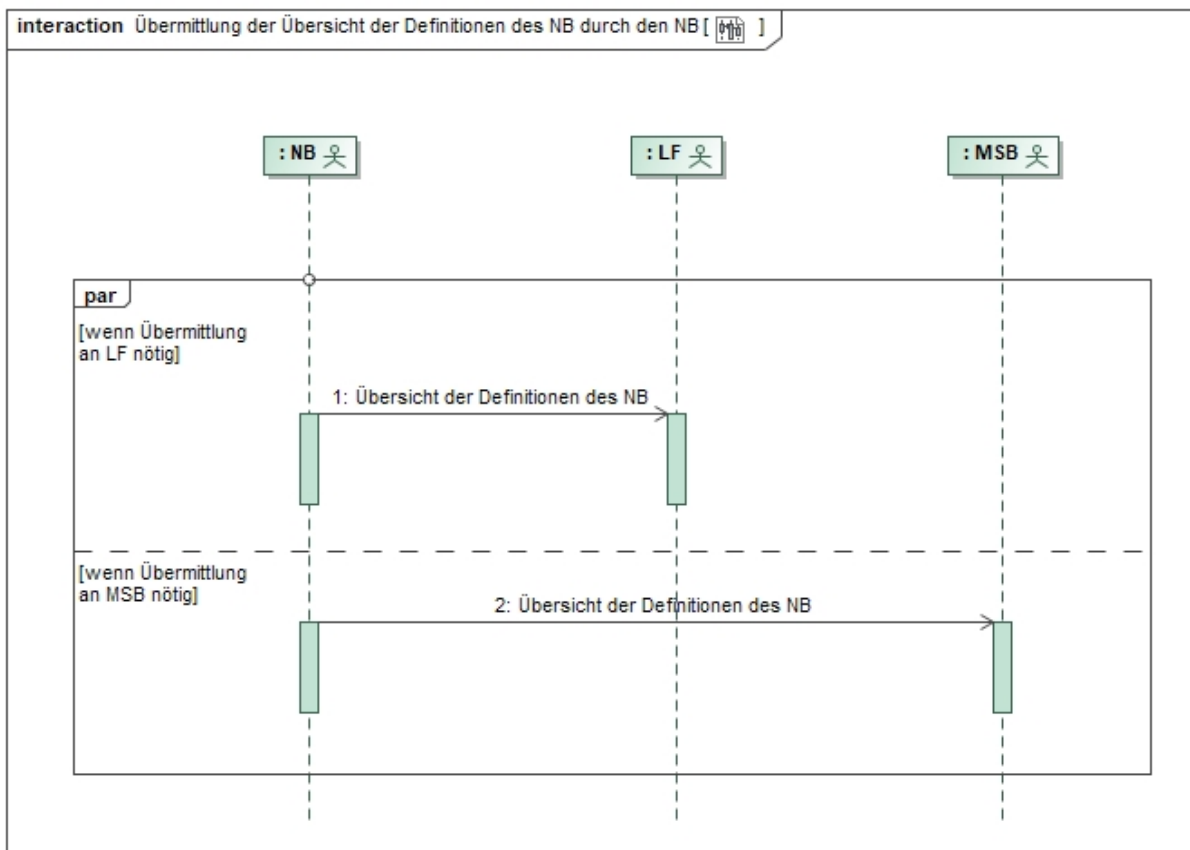 interaction Übermittlung der Übersicht der Definitionen des NB durch den NB [ ]
: NB
: LF
: MSB
par
[wenn Übermittlung
an LF nötig]
1: Übersicht der Definitionen des NB
[wenn Übermittlung
an MSB nötig]
2: Übersicht der Definitionen des NB